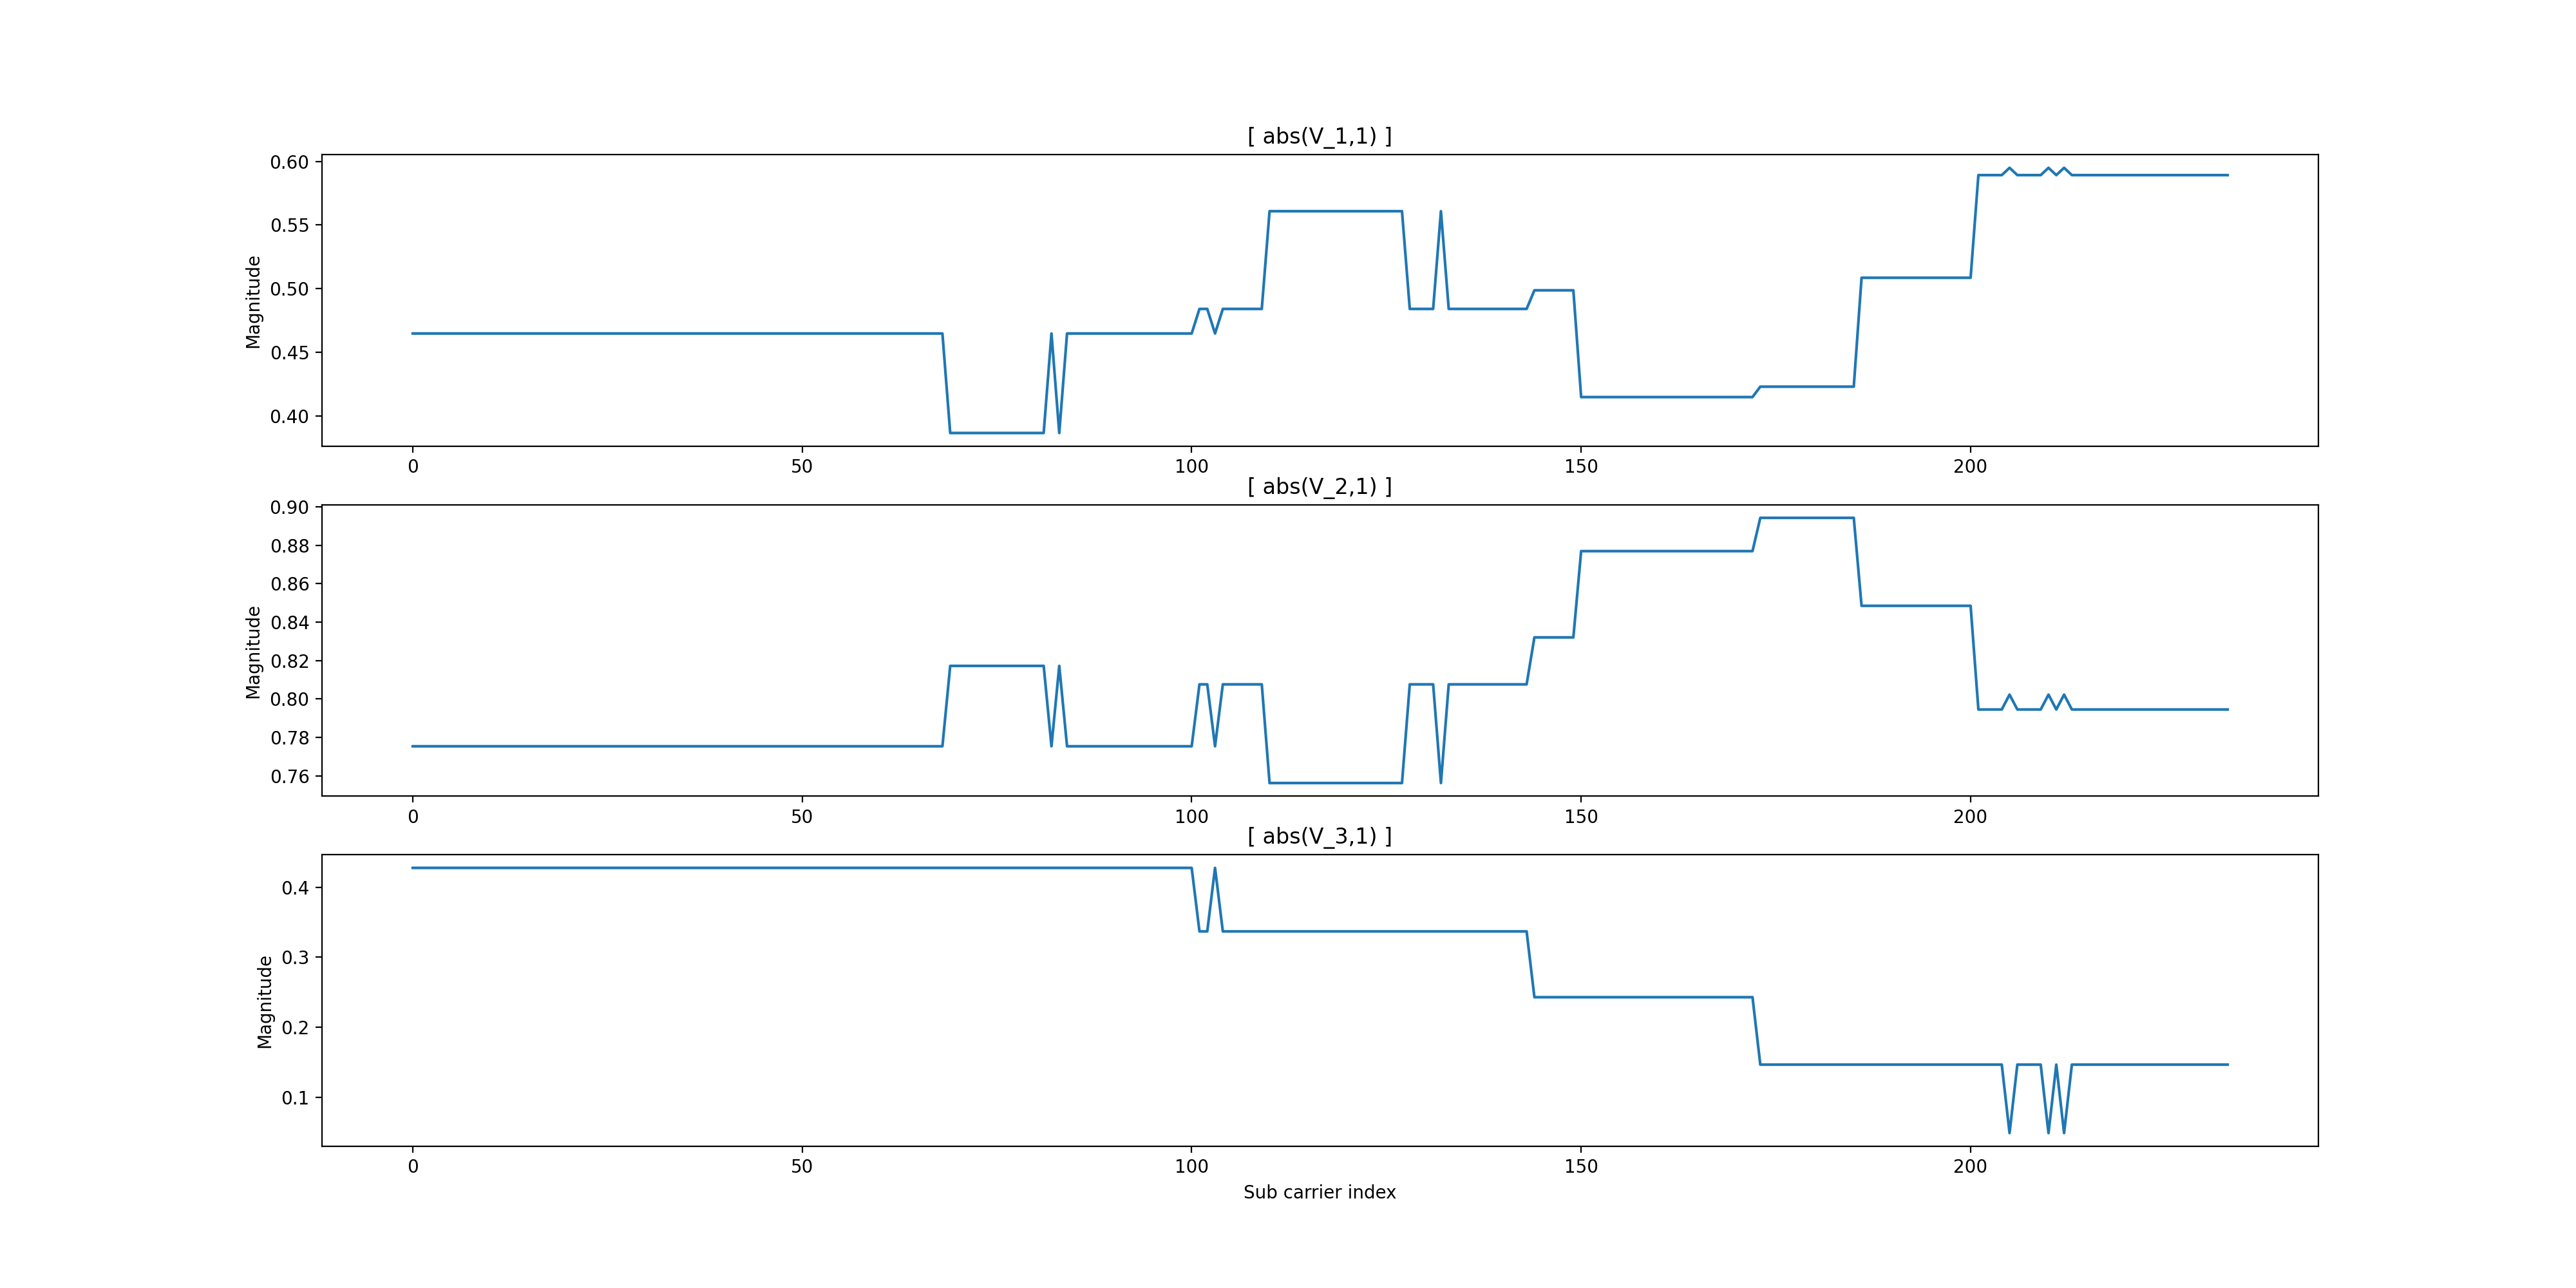 [ abs(V_1,1) ]
0.60
0.55
0.50
0.45
0.40
Magnitude
0 50 100 150 200
[ abs(V_2,1) ]
0.90
0.88
0.86
0.84
0.82
0.80
0.78
0.76
Magnitude
0 50 100 150 200
[ abs(V_3,1) ]
0.4
0.3
0.2
0.1
Magnitude
0 50 100 150 200
Sub carrier index